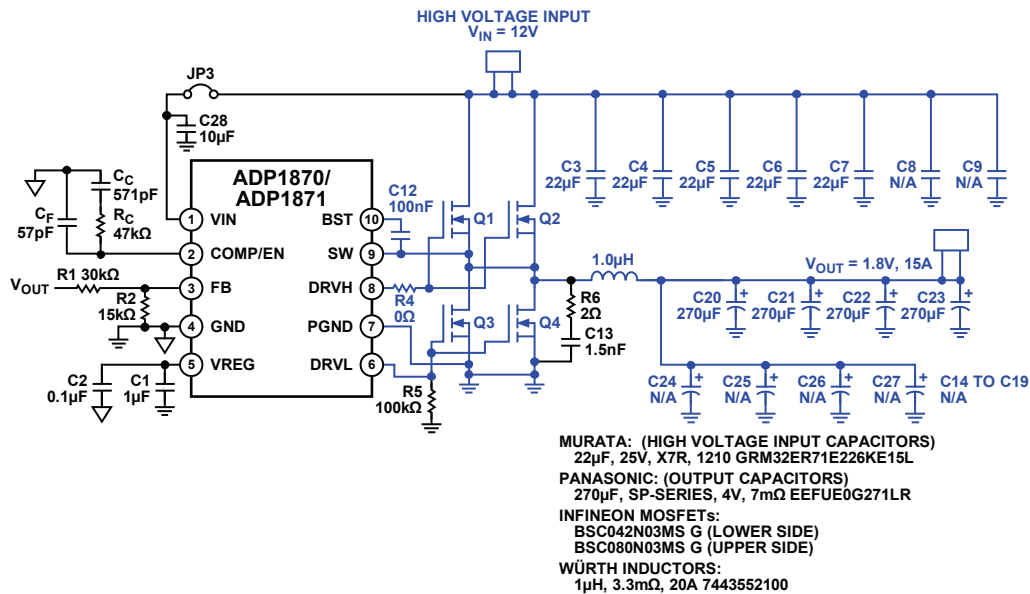 HIGH VOLTAGE INPUT
VIN = 12V
JP3
C28
10µF
CC
571pF
CF
57pF
RC
47kΩ
ADP1870/
ADP1871
1 VIN
2 COMP/EN
3 FB
4 GND
5 VREG
BST 10
SW 9
DRVH 8
PGND 7
DRVL 6
VOUT
R1 30kΩ
R2
15kΩ
C2
0.1µF
C1
1µF
C12
100nF
R4
0Ω
R5
100kΩ
Q1
Q2
Q3
Q4
C3
22µF
C4
22µF
C5
22µF
C6
22µF
C7
22µF
C8
N/A
C9
N/A
1.0µH
R6
2Ω
C13
1.5nF
VOUT = 1.8V, 15A
C20
270µF
+
C21
270µF
+
C22
270µF
+
C23
270µF
+
C24
N/A
+
C25
N/A
+
C26
N/A
+
C27
N/A
+
C14 TO C19
N/A
MURATA: (HIGH VOLTAGE INPUT CAPACITORS)
22µF, 25V, X7R, 1210 GRM32ER71E226KE15L
PANASONIC: (OUTPUT CAPACITORS)
270µF, SP-SERIES, 4V, 7mΩ EEFUE0G271LR
INFINEON MOSFETs:
BSC042N03MS G (LOWER SIDE)
BSC080N03MS G (UPPER SIDE)
WÜRTH INDUCTORS:
1µH, 3.3mΩ, 20A 7443552100